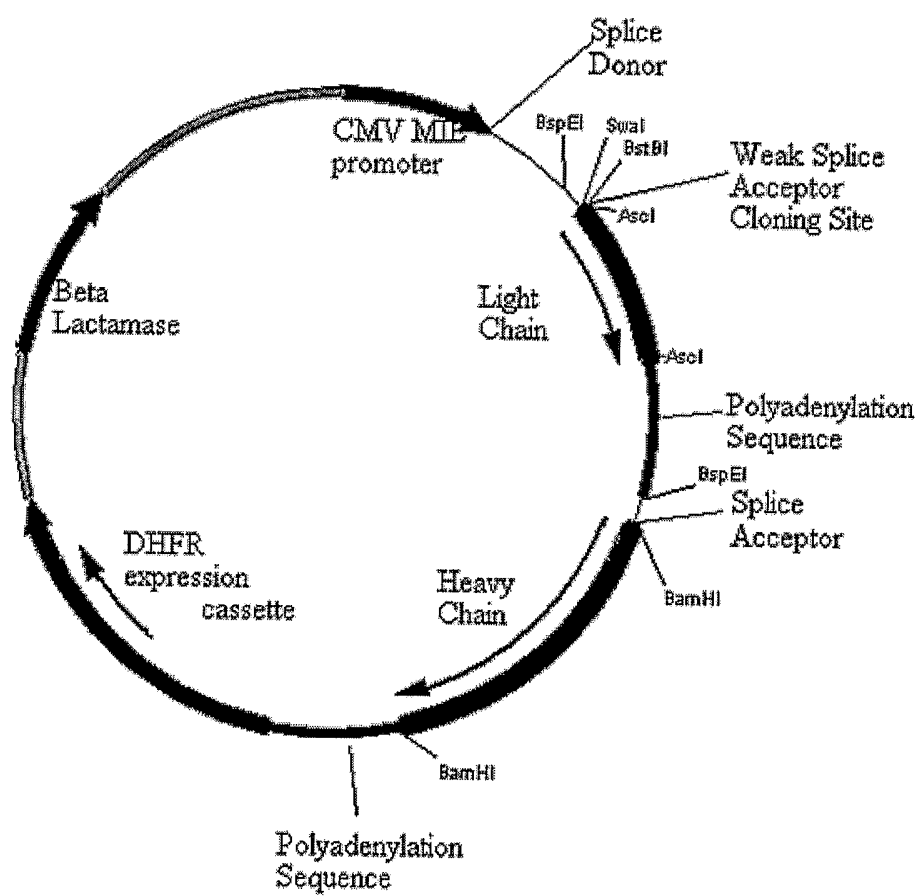 Splice
Donor
CMV MIE
promoter
BspEI
SwaI
BstBI
Weak Splice
Acceptor
Cloning Site
AscI
Light
Chain
AscI
Polyadenylation
Sequence
BspEI
Splice
Acceptor
BamHI
Heavy
Chain
BamHI
Polyadenylation
Sequence
DHFR
expression
cassette
Beta
Lactamase